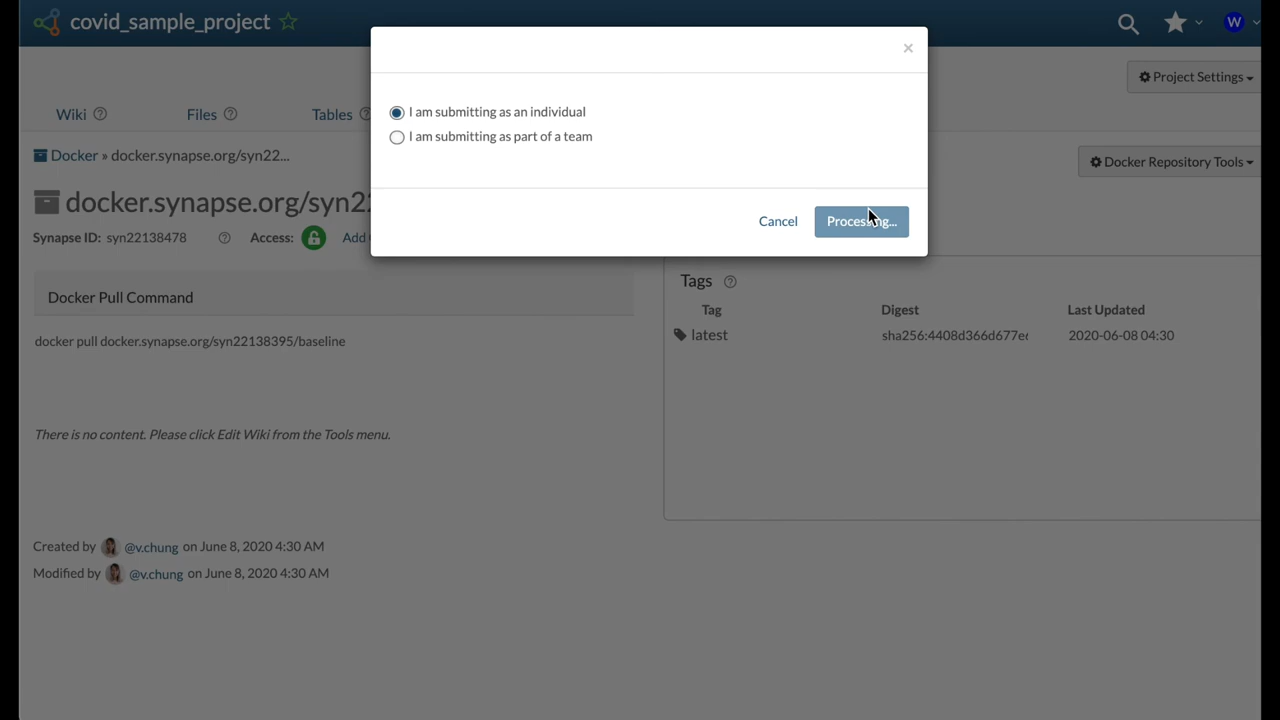 covid_sample_project
W
×
Project Settings
I am submitting as an individual
I am submitting as part of a team
Wiki
Files
Tables
Docker » docker.synapse.org/syn22...
Docker Repository Tools
docker.synapse.org/syn22
Cancel
Processing...
Synapse ID: syn22138478
Access:
Add
Docker Pull Command
Tags
Tag Digest Last Updated
docker pull docker.synapse.org/syn22138395/baseline
latest sha256:4408d366d677e 2020-06-08 04:30
There is no content. Please click Edit Wiki from the Tools menu.
Created by @v.chung on June 8, 2020 4:30 AM
Modified by @v.chung on June 8, 2020 4:30 AM